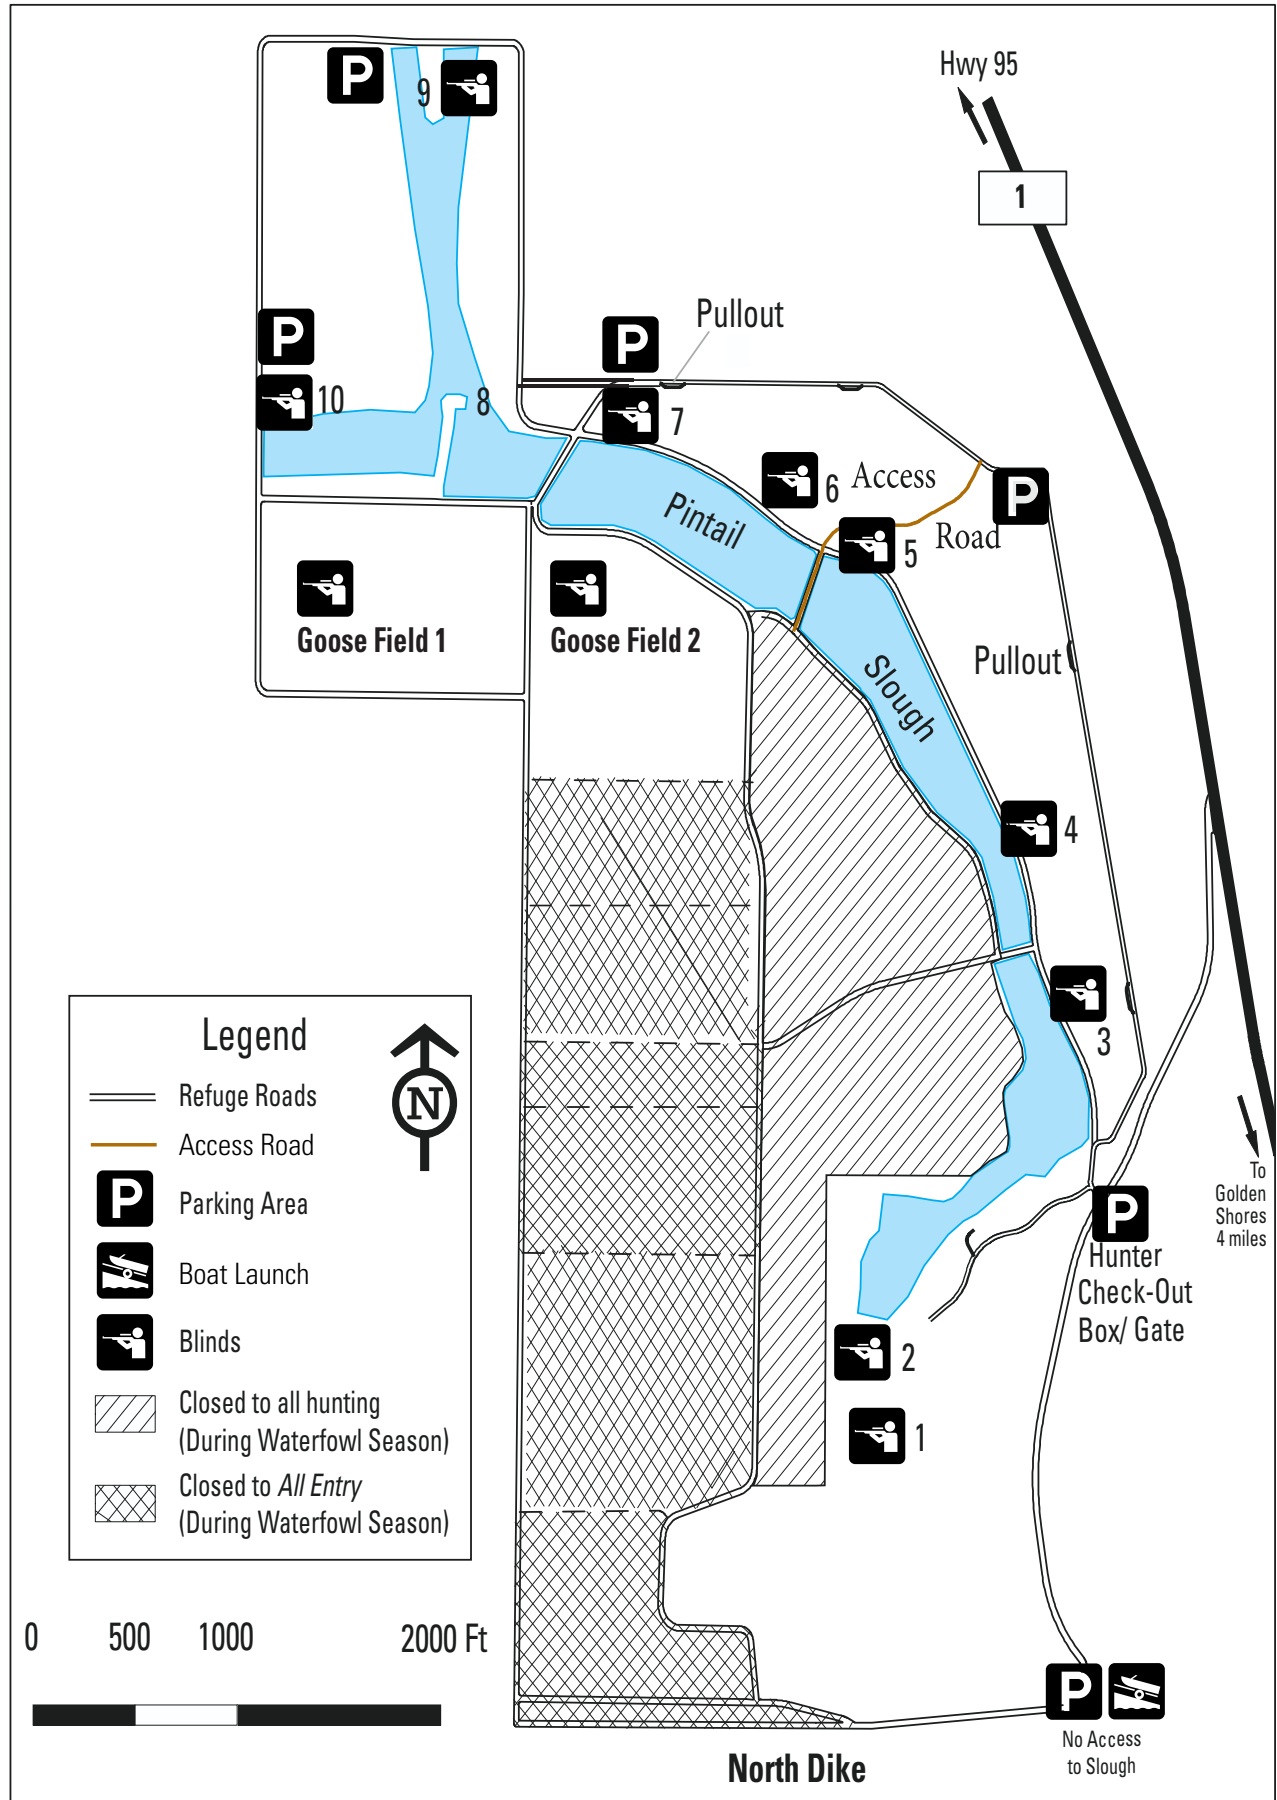 Hwy 95
1
P
9
P
P
Pullout
10
8
7
6
Access
Road
5
P
Pintail
Slough
Goose Field 1
Goose Field 2
Pullout
4
3
Legend
N
Refuge Roads
Access Road
P
Parking Area
Boat Launch
Blinds
Closed to all hunting
(During Waterfowl Season)
Closed to All Entry
(During Waterfowl Season)
To
Golden
Shores
4 miles
P
Hunter
Check-Out
Box/ Gate
2
1
0 500 1000 2000 Ft
P
No Access
to Slough
North Dike